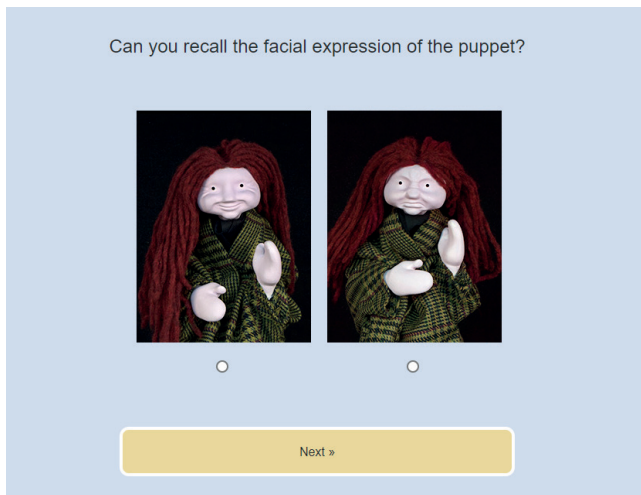 Can you recall the facial expression of the puppet?
Next »